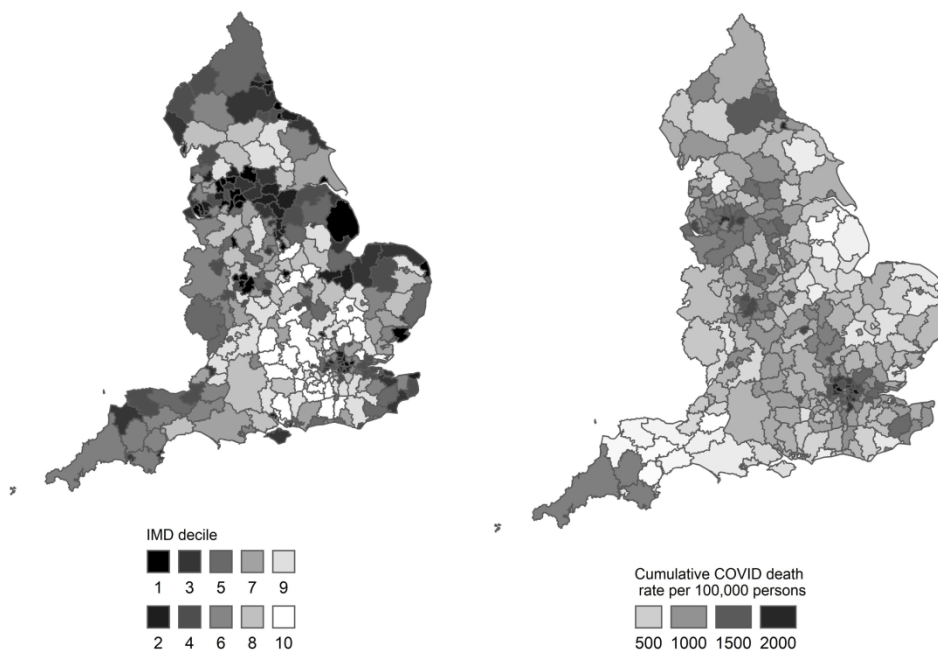 IMD decile
1 3 5 7 9
2 4 6 8 10
Cumulative COVID death
rate per 100,000 persons
500 1000 1500 2000